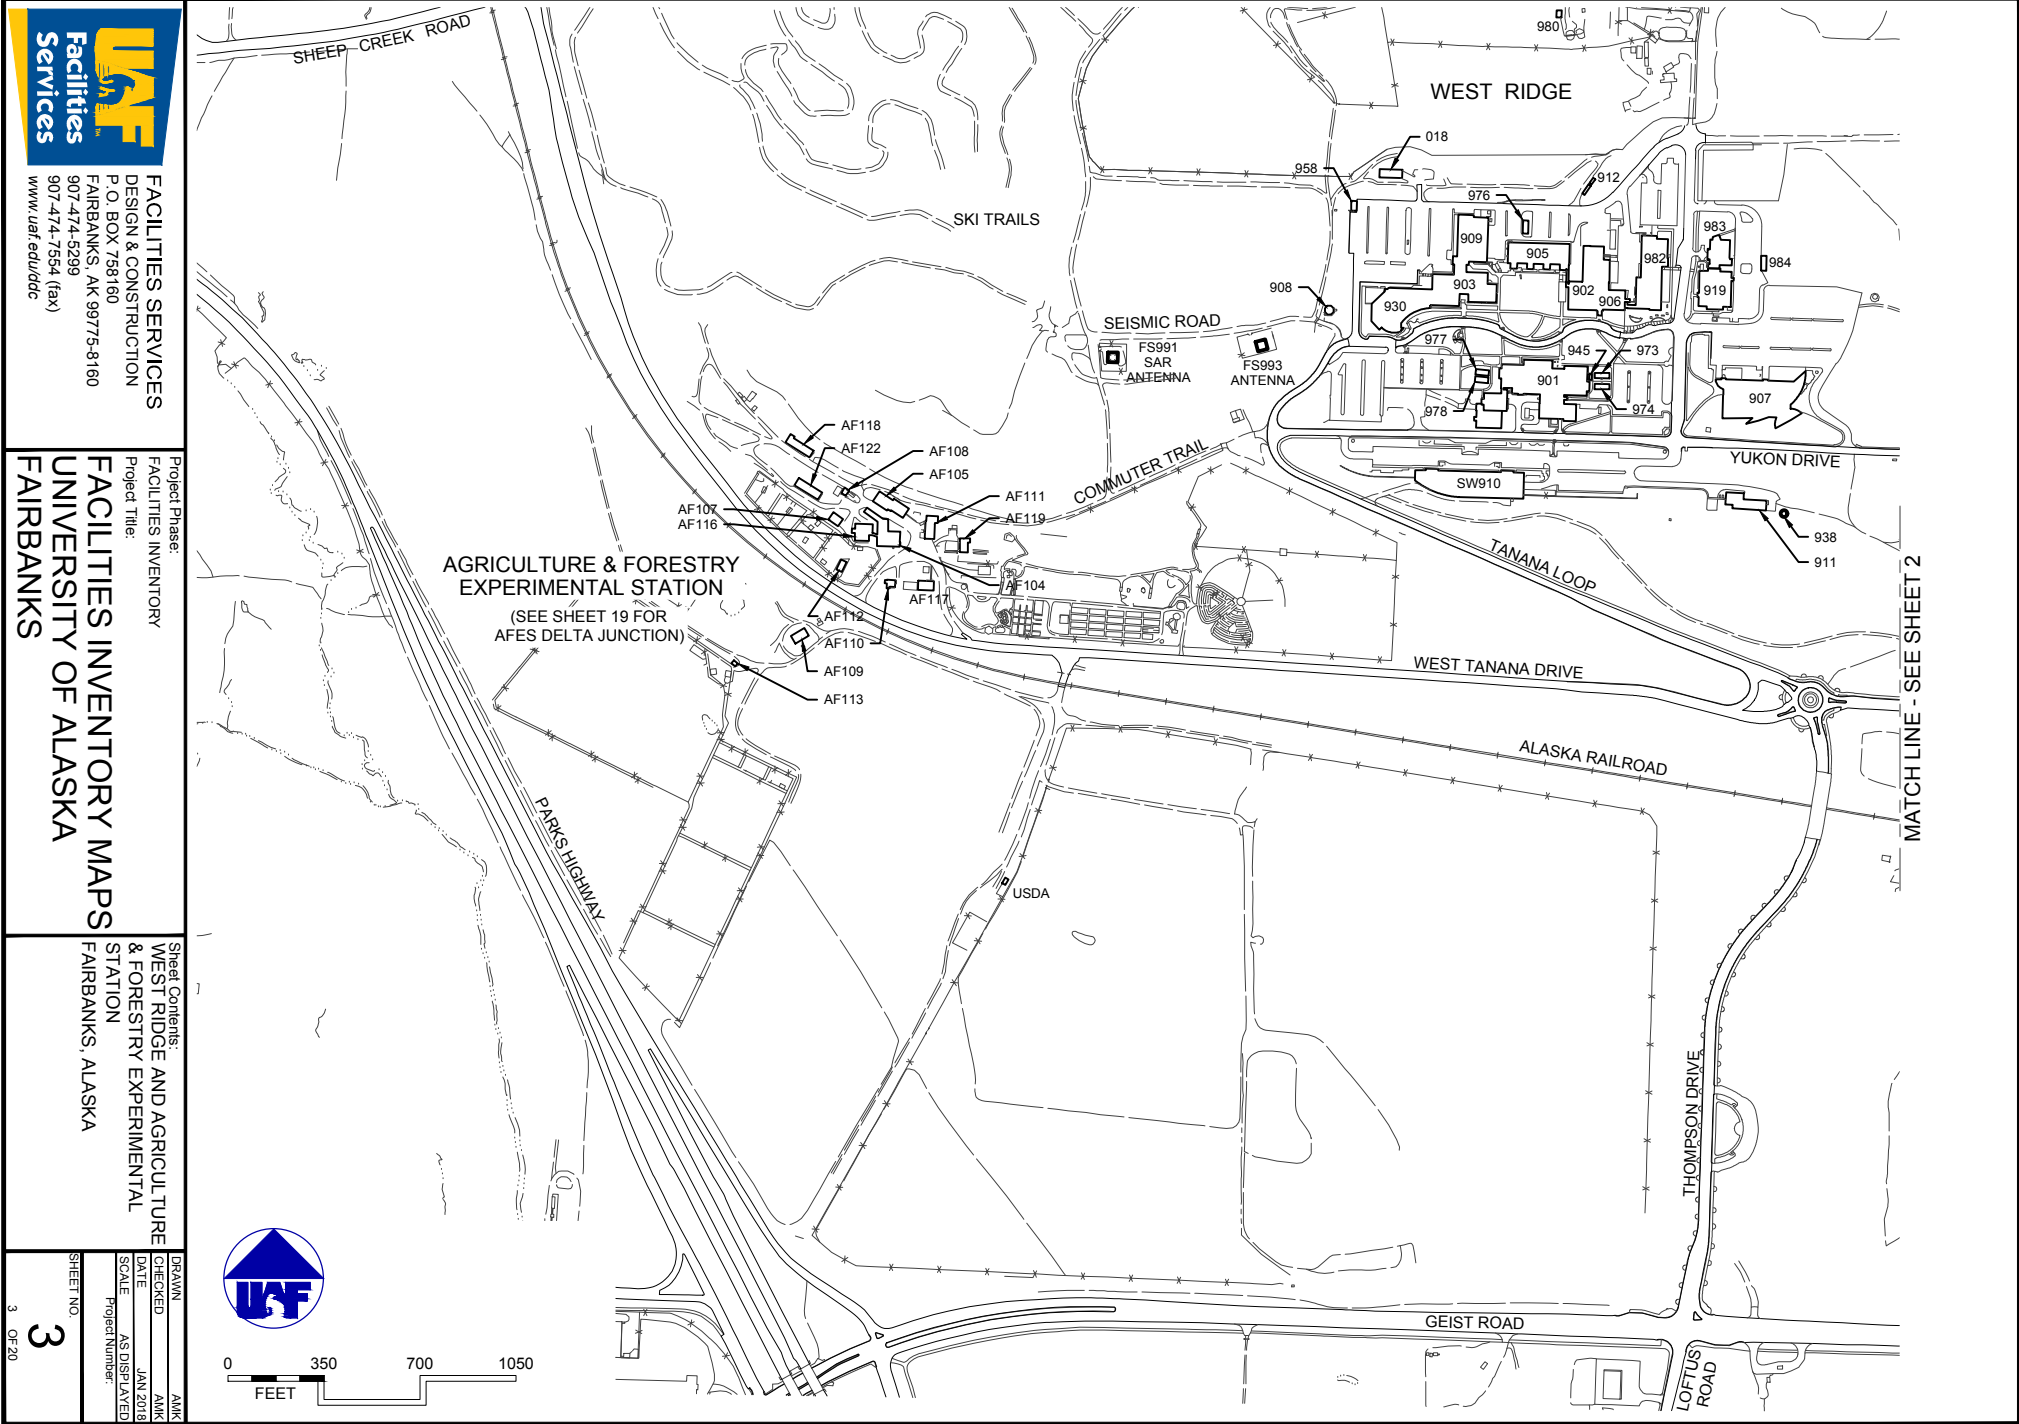 UAF
Facilities
Services
FACILITIES SERVICES
DESIGN & CONSTRUCTION
P.O. BOX 758160
FAIRBANKS, AK 99775-8160
907-474-5299
907-474-7554 (fax)
www.uaf.edu/ddc
Project Phase:
FACILITIES INVENTORY
Project Title:
FACILITIES INVENTORY MAPS
UNIVERSITY OF ALASKA
FAIRBANKS
Sheet Contents:
WEST RIDGE AND AGRICULTURE
& FORESTRY EXPERIMENTAL
STATION
FAIRBANKS, ALASKA
DRAWN AMK
CHECKED AMK
DATE JAN 2018
SCALE AS DISPLAYED
Project Number:
SHEET NO.
3
3 OF 20
SHEEP CREEK ROAD
980
WEST RIDGE
018
958
912
976
SKI TRAILS
909
905
983
982
984
903
902
906
919
930
908
SEISMIC ROAD
FS991
SAR
ANTENNA
FS993
ANTENNA
977
945
973
901
978
974
907
AF118
AF122
AF108
AF105
COMMUTER TRAIL
YUKON DRIVE
SW910
AF111
AF107
AF119
AF116
938
911
AGRICULTURE & FORESTRY
EXPERIMENTAL STATION
(SEE SHEET 19 FOR
AFES DELTA JUNCTION)
TANANA LOOP
AF104
AF117
AF112
AF110
AF109
AF113
WEST TANANA DRIVE
MATCH LINE - SEE SHEET 2
ALASKA RAILROAD
PARKS HIGHWAY
USDA
THOMPSON DRIVE
UAF
GEIST ROAD
LOFTUS
ROAD
0 350 700 1050
FEET